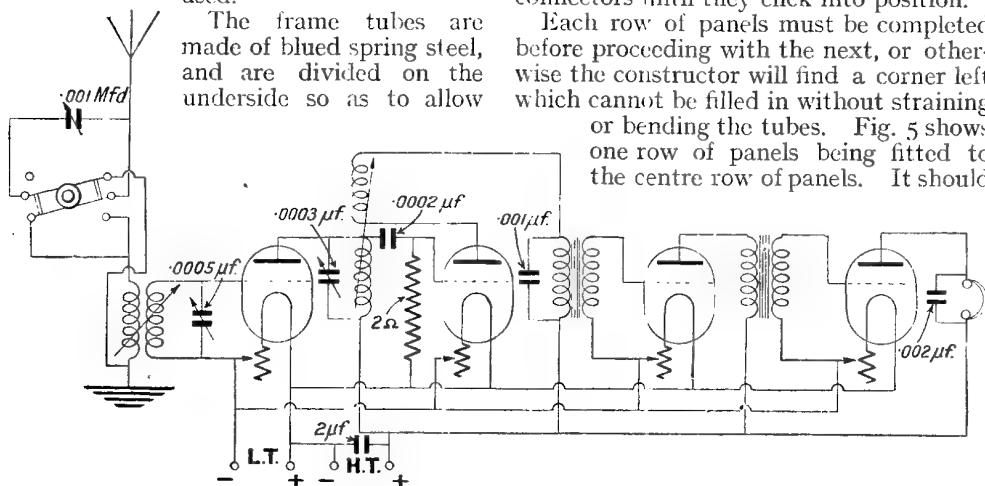 used.
The frame tubes are
made of blued spring steel,
and are divided on the
underside so as to allow
connectors until they click into position.
Each row of panels must be completed
before proceeding with the next, or other-
wise the constructor will find a corner left
which cannot be filled in without straining
or bending the tubes. Fig. 5 shows
one row of panels being fitted to
the centre row of panels. It should
.001 Mfd
.0003 μf.
.0002 μf
.001μf.
.0005 μf.
2Ω
.002μf.
2μf
L.T. H.T.
- + - +